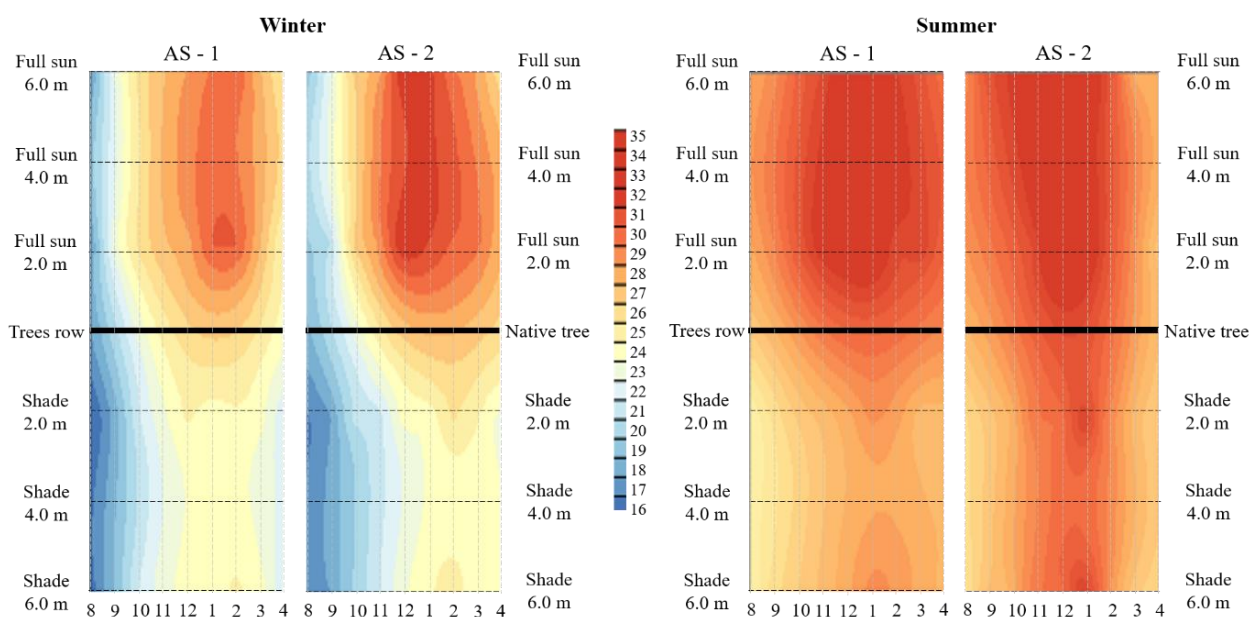 Winter
Summer
AS - 1
AS - 2
AS - 1
AS - 2
Full sun
6.0 m
Full sun
4.0 m
Full sun
2.0 m
Trees row
Shade
2.0 m
Shade
4.0 m
Shade
6.0 m
8 9 10 11 12 1 2 3 4
8 9 10 11 12 1 2 3 4
Full sun
6.0 m
Full sun
4.0 m
Full sun
2.0 m
Native tree
Shade
2.0 m
Shade
4.0 m
Shade
6.0 m
35
34
33
32
31
30
29
28
27
26
25
24
23
22
21
20
19
18
17
16
Full sun
6.0 m
Full sun
4.0 m
Full sun
2.0 m
Trees row
Shade
2.0 m
Shade
4.0 m
Shade
6.0 m
8 9 10 11 12 1 2 3 4
8 9 10 11 12 1 2 3 4
Full sun
6.0 m
Full sun
4.0 m
Full sun
2.0 m
Native tree
Shade
2.0 m
Shade
4.0 m
Shade
6.0 m